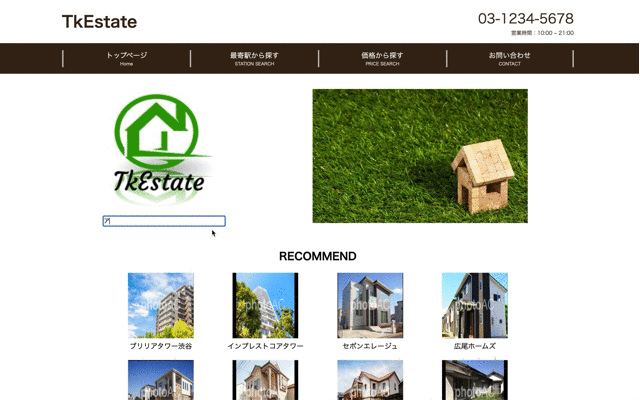 TkEstate
03-1234-5678
営業時間：10:00 ~ 21:00
トップページ
Home
最寄駅から探す
STATION SEARCH
価格から探す
PRICE SEARCH
お問い合わせ
CONTACT
TkEstate
ア
RECOMMEND
photoAC photoAC photoAC photoAC
ブリリアタワー渋谷
インプレストコアタワー
セボンエレージュ
広尾ホームズ
photoAC photoAC photoAC photoAC